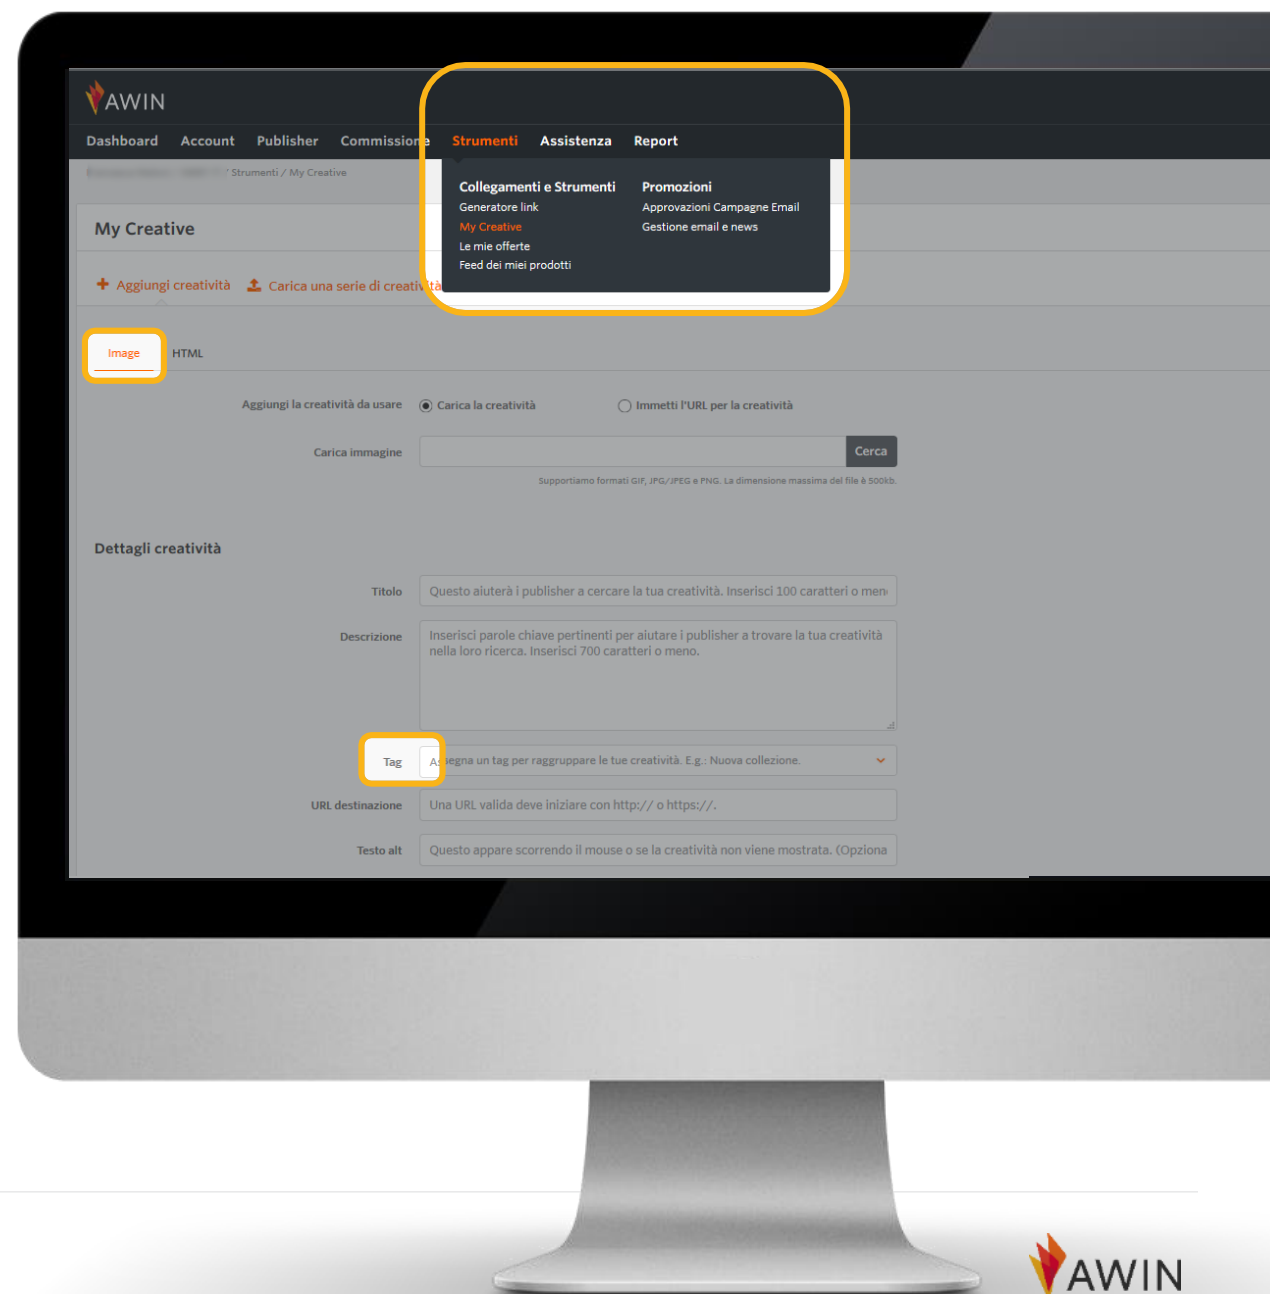 AWIN
Dashboard Account Publisher Commissione Strumenti Assistenza Report
/ Strumenti / My Creative
Collegamenti e Strumenti
Generatore link
My Creative
Le mie offerte
Feed dei miei prodotti
Promozioni
Approvazioni Campagne Email
Gestione email e news
My Creative
Aggiungi creatività Carica una serie di creatività
Image HTML
Aggiungi la creatività da usare Carica la creatività Immetti l'URL per la creatività
Carica immagine Cerca
Supportiamo formati GIF, JPG/JPEG e PNG. La dimensione massima del file è 500kb.
Dettagli creatività
Titolo Questo aiuterà i publisher a cercare la tua creatività. Inserisci 100 caratteri o men
Descrizione Inserisci parole chiave pertinenti per aiutare i publisher a trovare la tua creatività
nella loro ricerca. Inserisci 700 caratteri o meno.
Tag Assegna un tag per raggruppare le tue creatività. E.g.: Nuova collezione.
URL destinazione Una URL valida deve iniziare con http:// o https://.
Testo alt Questo appare scorrendo il mouse o se la creatività non viene mostrata. (Opziona
AWIN